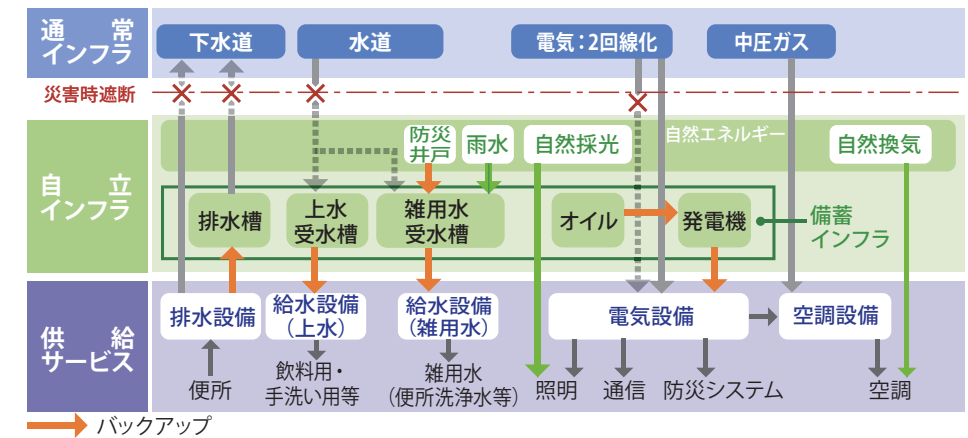 通　常
インフラ
下水道
水道
電気：2回線化
中圧ガス
災害時遮断
自　立
インフラ
防災
井戸
雨水
自然採光
自然エネルギー
自然換気
排水槽
上水
受水槽
雑用水
受水槽
オイル
発電機
備蓄
インフラ
供　給
サービス
排水設備
給水設備
（上水）
給水設備
（雑用水）
電気設備
空調設備
便所
飲料用・
手洗い用等
雑用水
（便所洗浄水等）
照明
通信
防災システム
空調
バックアップ